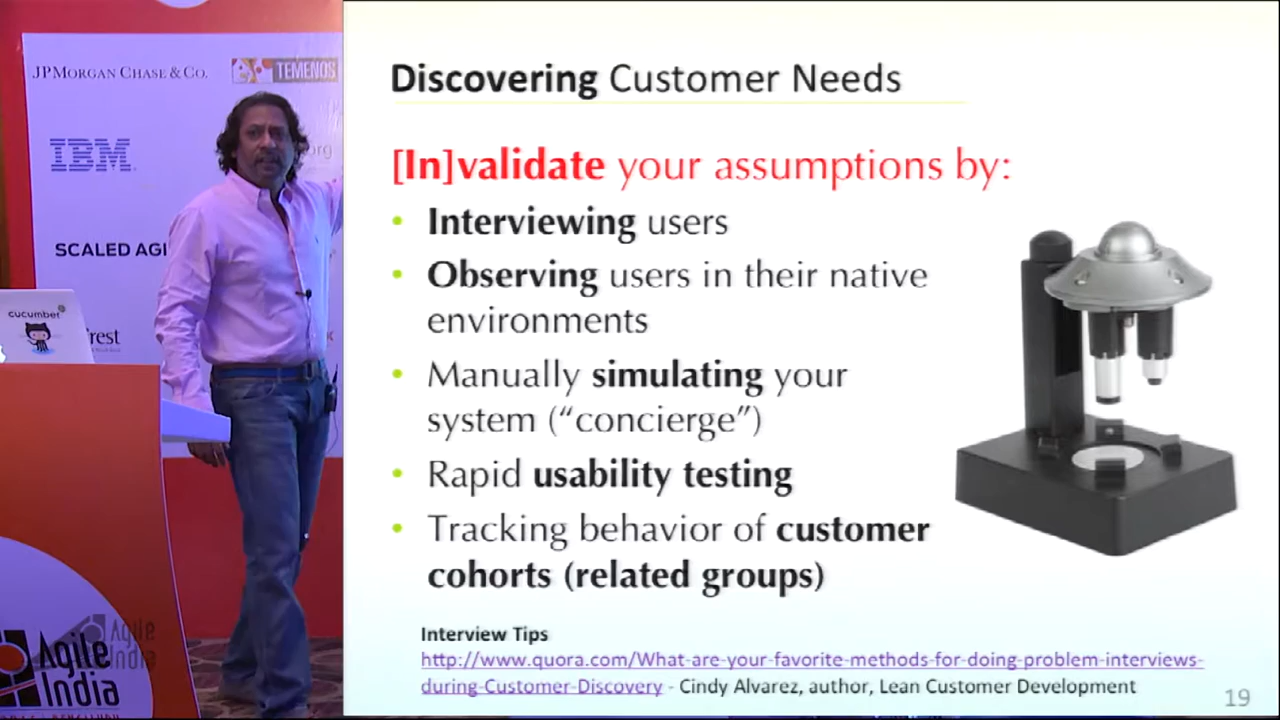 JPMORGAN CHASE & CO.
TEMENOS
org
IBM
SCALED AGI
cucumber
rest
Agile
India
Agile
India
Discovering Customer Needs
[In]validate your assumptions by:
• Interviewing users
• Observing users in their native
environments
• Manually simulating your
system (“concierge”)
• Rapid usability testing
• Tracking behavior of customer
cohorts (related groups)
Interview Tips
http://www.quora.com/What-are-your-favorite-methods-for-doing-problem-interviews-
during-Customer-Discovery - Cindy Alvarez, author, Lean Customer Development
19